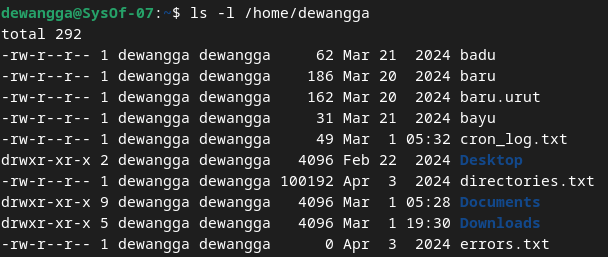 dewangga@SysOf-07:~$ ls -l /home/dewangga
total 292
-rw-r--r-- 1 dewangga dewangga     62 Mar 21  2024 badu
-rw-r--r-- 1 dewangga dewangga    186 Mar 20  2024 baru
-rw-r--r-- 1 dewangga dewangga    162 Mar 20  2024 baru.urut
-rw-r--r-- 1 dewangga dewangga     31 Mar 21  2024 bayu
-rw-r--r-- 1 dewangga dewangga     49 Mar  1 05:32 cron_log.txt
drwxr-xr-x 2 dewangga dewangga   4096 Feb 22  2024 Desktop
-rw-r--r-- 1 dewangga dewangga 100192 Apr  3  2024 directories.txt
drwxr-xr-x 9 dewangga dewangga   4096 Mar  1 05:28 Documents
drwxr-xr-x 5 dewangga dewangga   4096 Mar  1 19:30 Downloads
-rw-r--r-- 1 dewangga dewangga      0 Apr  3  2024 errors.txt